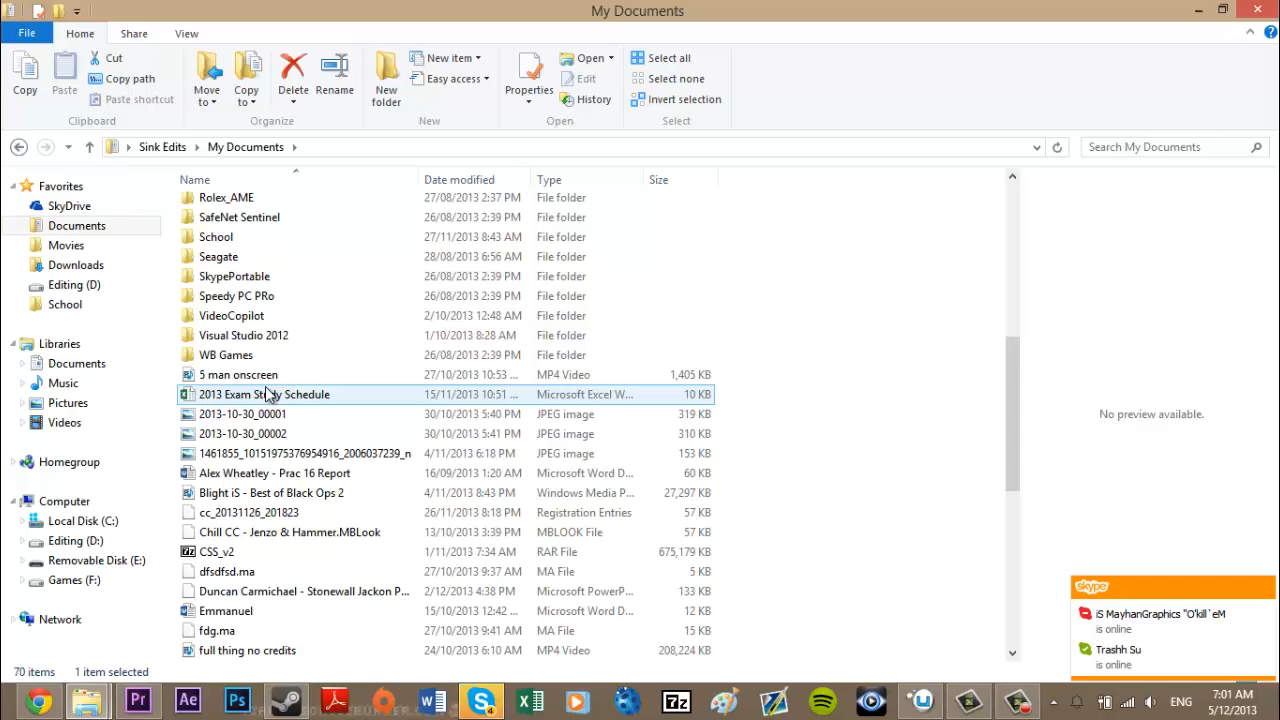 My Documents
File Home Share View
Copy
Paste
Cut
Copy path
Paste shortcut
Clipboard
Move to
Copy to
Delete
Rename
Organize
New folder
New item
Easy access
New
Properties
Open
Edit
History
Open
Select all
Select none
Invert selection
Select
Sink Edits My Documents
Search My Documents
Favorites
SkyDrive
Documents
Movies
Downloads
Editing (D)
School
Libraries
Documents
Music
Pictures
Videos
Homegroup
Computer
Local Disk (C:)
Editing (D:)
Removable Disk (E:)
Games (F:)
Network
Name Date modified Type Size
Rolex_AME 27/08/2013 2:37 PM File folder
SafeNet Sentinel 26/08/2013 2:39 PM File folder
School 27/11/2013 8:43 AM File folder
Seagate 28/08/2013 6:56 AM File folder
SkypePortable 26/08/2013 2:39 PM File folder
Speedy PC PRo 26/08/2013 2:39 PM File folder
VideoCopilot 2/10/2013 12:48 AM File folder
Visual Studio 2012 1/10/2013 8:28 AM File folder
WB Games 26/08/2013 2:39 PM File folder
5 man onscreen 27/10/2013 10:53 ... MP4 Video 1,405 KB
2013 Exam Study Schedule 15/11/2013 10:51 ... Microsoft Excel W... 10 KB
2013-10-30_00001 30/10/2013 5:40 PM JPEG image 319 KB
2013-10-30_00002 30/10/2013 5:41 PM JPEG image 310 KB
1461855_10151975376954916_2006037239_n 4/11/2013 6:18 PM JPEG image 153 KB
Alex Wheatley - Prac 16 Report 16/09/2013 1:20 AM Microsoft Word D... 60 KB
Blight iS - Best of Black Ops 2 4/11/2013 8:43 PM Windows Media P... 27,297 KB
cc_20131126_201823 26/11/2013 8:18 PM Registration Entries 57 KB
Chill CC - Jenzo & Hammer.MBLook 13/10/2013 3:39 PM MBLOOK File 57 KB
CSS_v2 1/11/2013 7:34 AM RAR File 675,179 KB
dfsdfsd.ma 27/10/2013 9:37 AM MA File 5 KB
Duncan Carmichael - Stonewall Jackon P... 2/12/2013 4:38 PM Microsoft PowerP... 133 KB
Emmanuel 15/10/2013 12:42 ... Microsoft Word D... 12 KB
fdg.ma 27/10/2013 9:41 AM MA File 15 KB
full thing no credits 24/10/2013 6:10 AM MP4 Video 208,224 KB
No preview available.
skype
iS MayhanGraphics "O'kill`eM
is online
Trashh Su
is online
70 items 1 item selected
Pr Ae Ps 7z
4
ENG
7:01 AM
5/12/2013